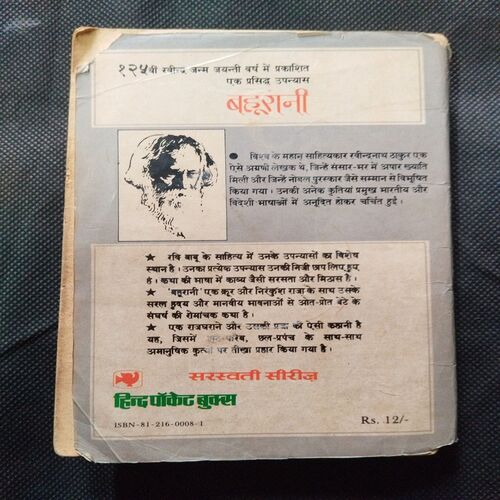 १२५वीं रवीन्द्र जन्म जयन्ती वर्ष में प्रकाशित
एक प्रसिद्ध उपन्यास
बहूरानी
● विश्व के महान् साहित्यकार रवीन्द्रनाथ ठाकुर एक
ऐसे अग्रणी लेखक थे, जिन्हें संसार-भर में अपार ख्याति
मिली और जिन्हें नोबल पुरस्कार जैसे सम्मान से विभूषित
किया गया। उनकी अनेक कृतियां प्रमुख भारतीय और
विदेशी भाषाओं में अनूदित होकर चर्चित हुईं।
★ रवि बाबू के साहित्य में उनके उपन्यासों का विशेष
स्थान है। उनका प्रत्येक उपन्यास उनकी निजी छाप लिए हुए
है। कथा की भाषा में काव्य जैसी सरसता और मिठास है।
★ 'बहूरानी' एक क्रूर और निरंकुश राजा के साथ उसके
सरल हृदय और मानवीय भावनाओं से ओत-प्रोत बेटे के
संघर्ष की रोमांचक कथा है।
★ एक राजघराने और उसकी प्रजा की ऐसी कहानी है
यह, जिसमें छल-प्रपंच के साथ-साथ
अमानुषिक कृत्यों पर तीखा प्रहार किया गया है।
सरस्वती सीरीज़
हिन्द पॉकेट बुक्स
ISBN-81-216-0008-1
Rs. 12/-